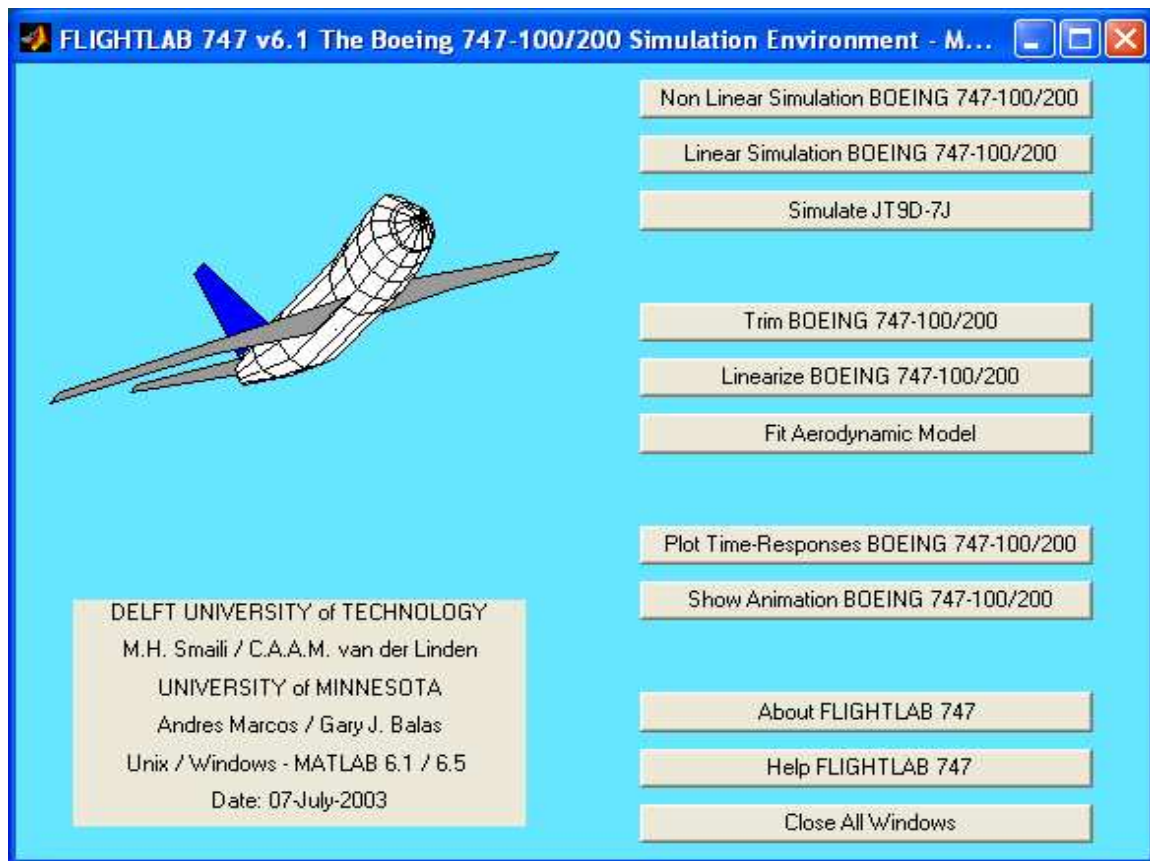 FLIGHTLAB 747 v6.1 The Boeing 747-100/200 Simulation Environment - M...
Non Linear Simulation BOEING 747-100/200
Linear Simulation BOEING 747-100/200
Simulate JT9D-7J
Trim BOEING 747-100/200
Linearize BOEING 747-100/200
Fit Aerodynamic Model
Plot Time-Responses BOEING 747-100/200
Show Animation BOEING 747-100/200
DELFT UNIVERSITY of TECHNOLOGY
M.H. Smaili / C.A.A.M. van der Linden
UNIVERSITY of MINNESOTA
Andres Marcos / Gary J. Balas
Unix / Windows - MATLAB 6.1 / 6.5
Date: 07-July-2003
About FLIGHTLAB 747
Help FLIGHTLAB 747
Close All Windows